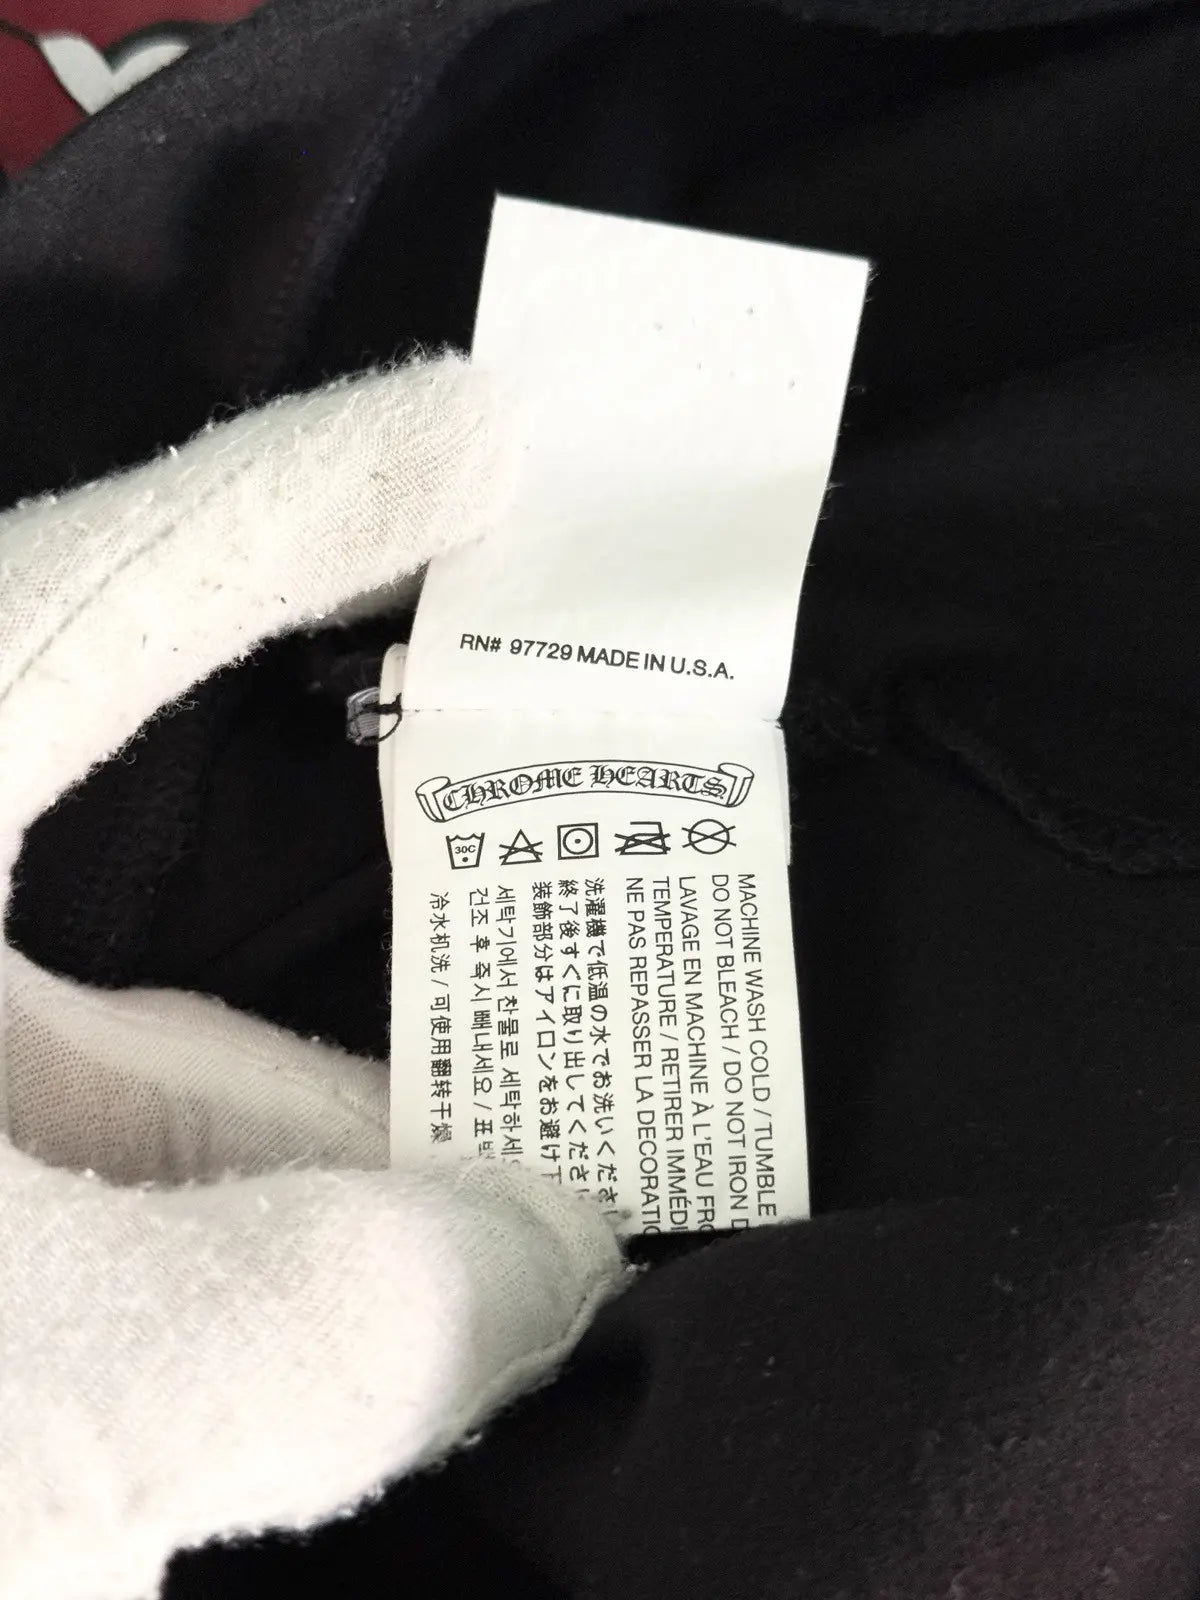 RN# 97729 MADE IN U.S.A.
CHROME HEARTS
30C
MACHINE WASH COLD / TUMBLE
DO NOT BLEACH / DO NOT IRON
LAVAGE EN MACHINE À L'EAU
TEMPERATURE / RETIRER
NE PAS REPASSER LA
洗濯機で低温の水でお洗いくださ
終了後すぐに取り出してくださ
装飾部分はアイロンをお避け下
세탁기에서 찬물로 세탁하세
건조 후 즉시 빼내세요 / 표
冷水机洗 / 可使用翻转干燥